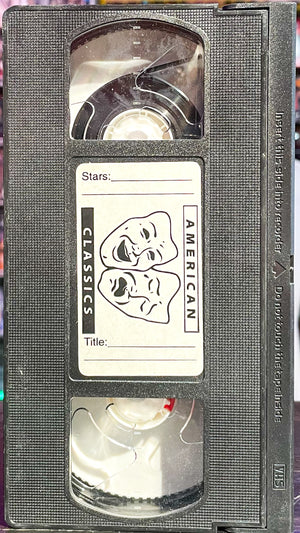 Stars:
AMERICAN
CLASSICS
Title:
Insert this side into recorder △ Do not touch the tape inside
VHS